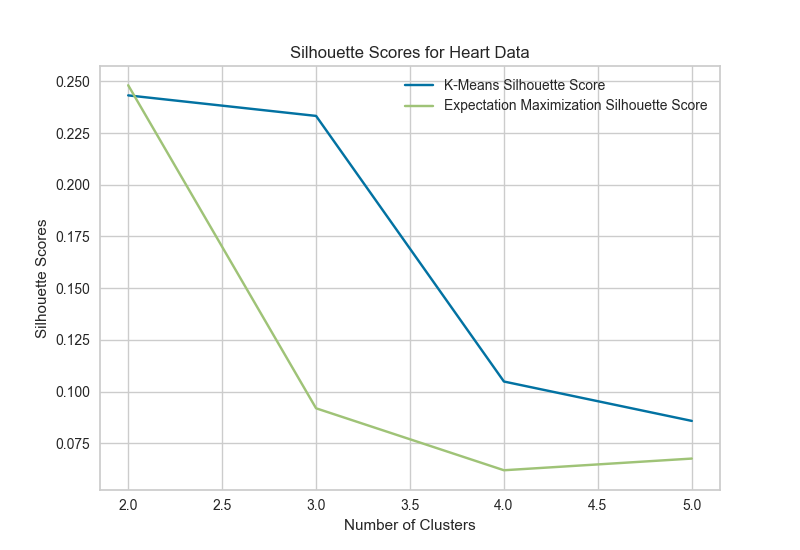 Silhouette Scores for Heart Data
K-Means Silhouette Score
Expectation Maximization Silhouette Score
Silhouette Scores
0.250
0.225
0.200
0.175
0.150
0.125
0.100
0.075
2.0 2.5 3.0 3.5 4.0 4.5 5.0
Number of Clusters